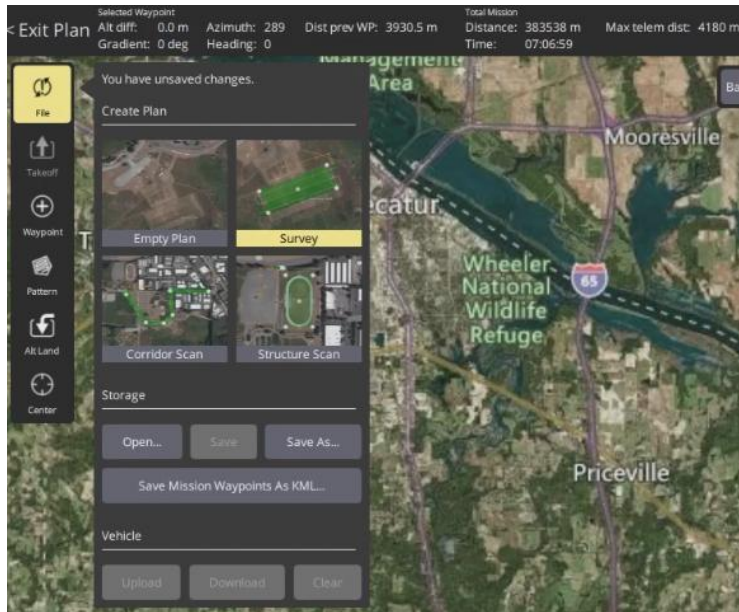 < Exit Plan
Selected Waypoint
Alt diff: 0.0 m Azimuth: 289 Dist prev WP: 3930.5 m
Gradient: 0 deg Heading: 0
Total Mission
Distance: 383538 m Max telem dist: 4180 m
Time: 07:06:59
File
Takeoff
Waypoint
Pattern
Alt Land
Center
You have unsaved changes.
Create Plan
Empty Plan
Survey
Corridor Scan
Structure Scan
Storage
Open...
Save
Save As...
Save Mission Waypoints As KML...
Vehicle
Upload
Download
Clear
Management
Area
Mooresville
ecatur
Wheeler
National
Wildlife
Refuge
65
Priceville
Ba
T